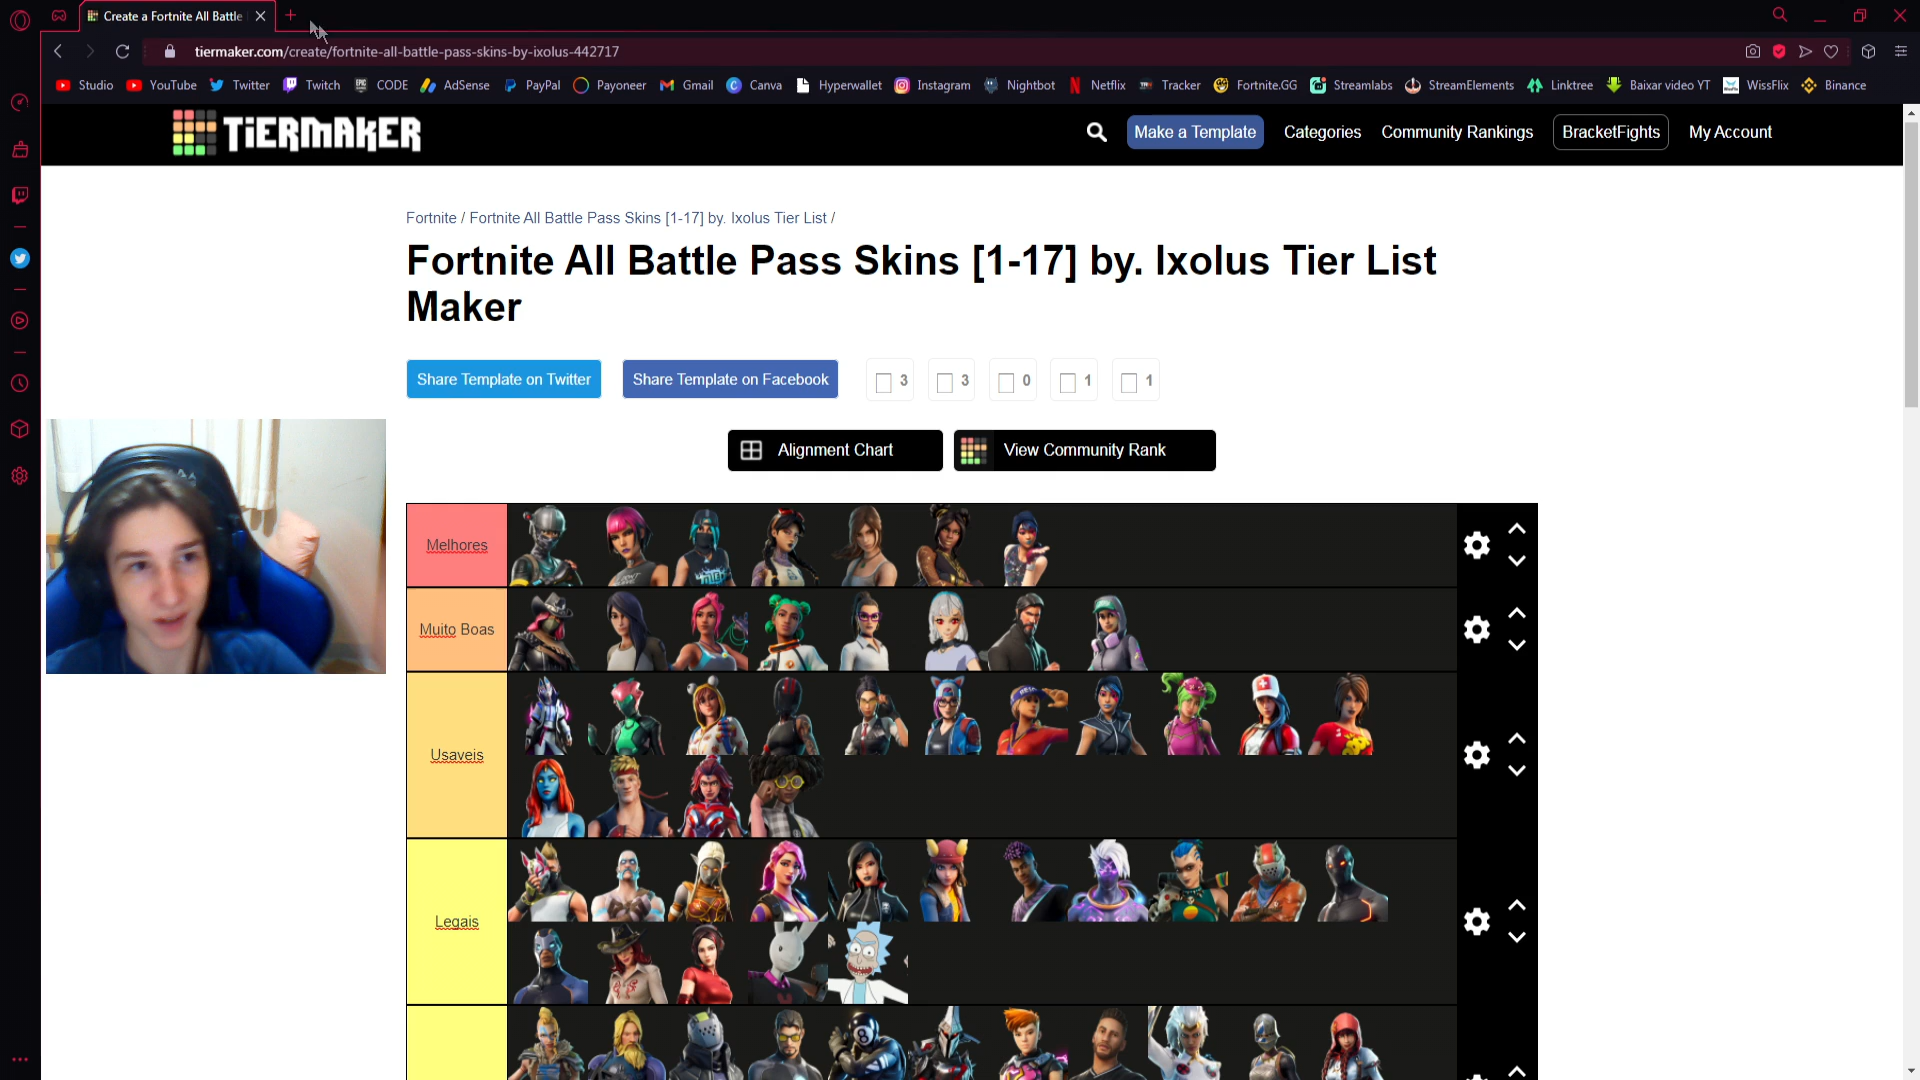 Create a Fortnite All Battle
tiermaker.com/create/fortnite-all-battle-pass-skins-by-ixolus-442717
Studio YouTube Twitter Twitch CODE AdSense PayPal Payoneer Gmail Canva Hyperwallet Instagram Nightbot Netflix Tracker Fortnite.GG Streamlabs StreamElements Linktree Baixar video YT WissFlix Binance
TiERMAKER Make a Template Categories Community Rankings BracketFights My Account
Fortnite / Fortnite All Battle Pass Skins [1-17] by. Ixolus Tier List /
Fortnite All Battle Pass Skins [1-17] by. Ixolus Tier List
Maker
Share Template on Twitter Share Template on Facebook 3 3 0 1 1
Alignment Chart View Community Rank
Melhores
Muito Boas
Usaveis
Legais